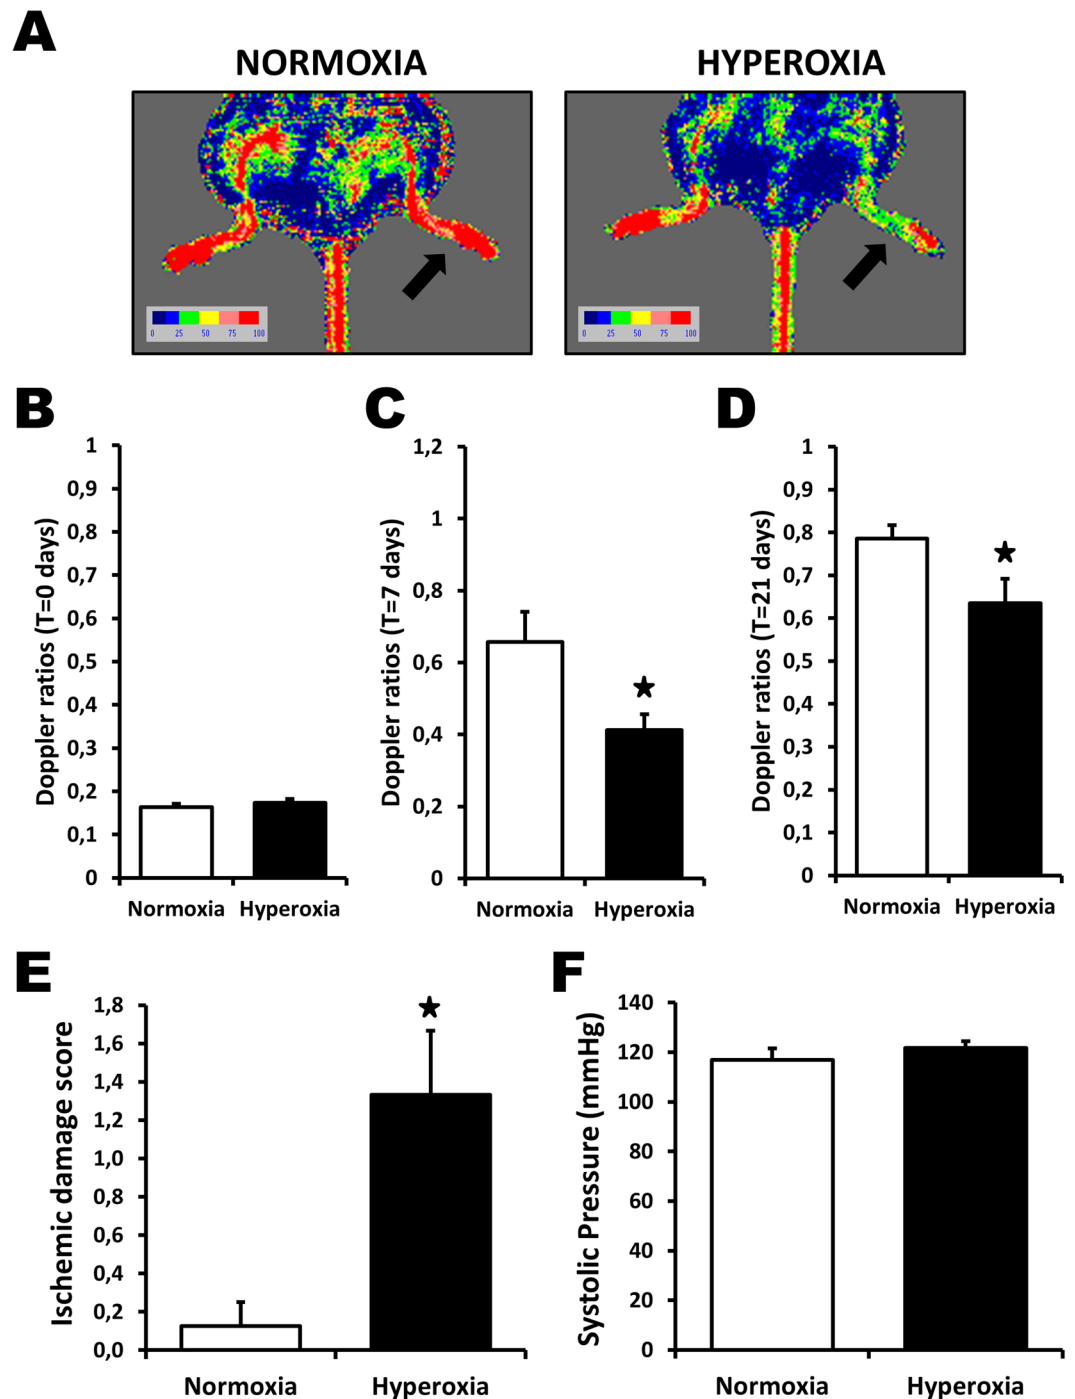 A
NORMOXIA HYPEROXIA
0 25 50 75 100
0 25 50 75 100
B C D
Doppler ratios (T=0 days)
1
0,9
0,8
0,7
0,6
0,5
0,4
0,3
0,2
0,1
0
Normoxia Hyperoxia
Doppler ratios (T=7 days)
1,2
1
0,8
0,6
0,4
0,2
0
Normoxia Hyperoxia
Doppler ratios (T=21 days)
1
0,9
0,8
0,7
0,6
0,5
0,4
0,3
0,2
0,1
0
Normoxia Hyperoxia
E F
Ischemic damage score
1,8
1,6
1,4
1,2
1,0
0,8
0,6
0,4
0,2
0,0
Normoxia Hyperoxia
Systolic Pressure (mmHg)
140
120
100
80
60
40
20
0
Normoxia Hyperoxia